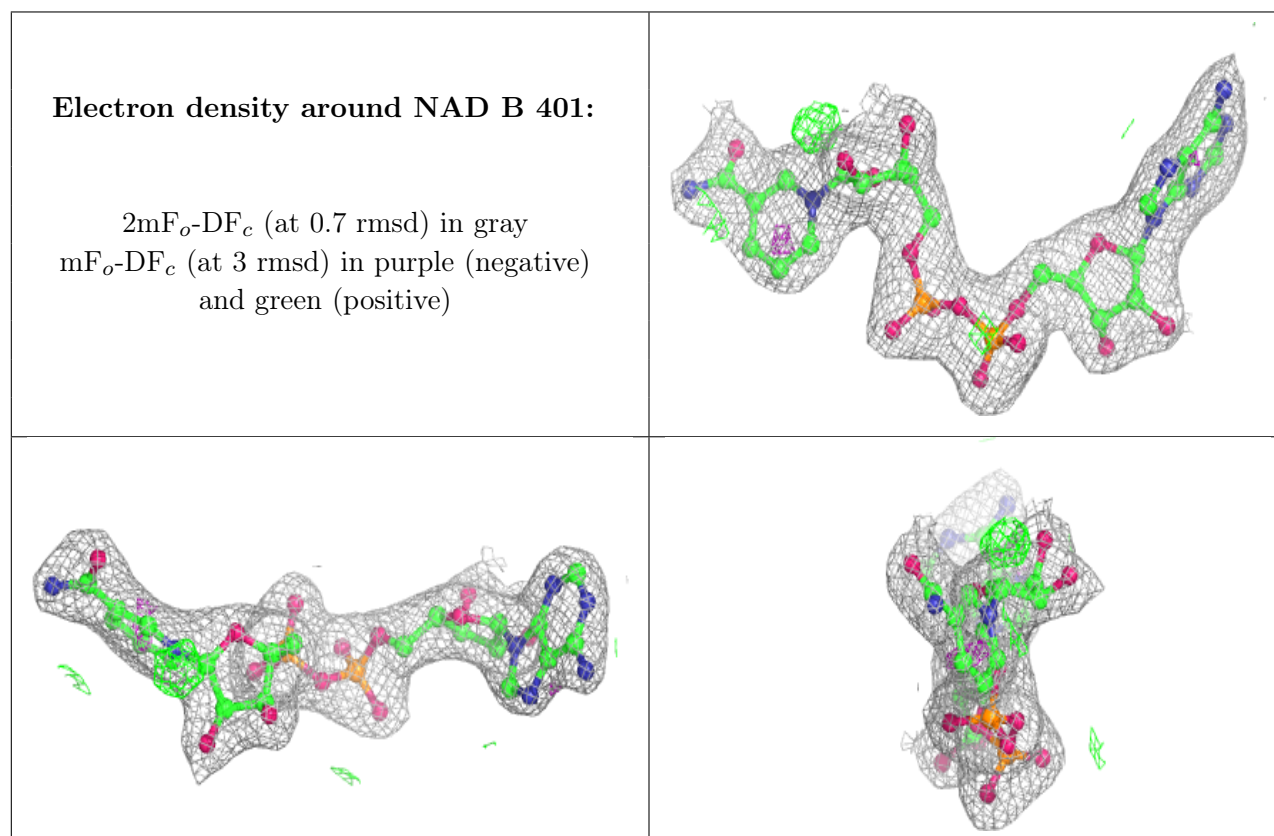 Electron density around NAD B 401:
2mFo-DFc (at 0.7 rmsd) in gray
mFo-DFc (at 3 rmsd) in purple (negative)
and green (positive)